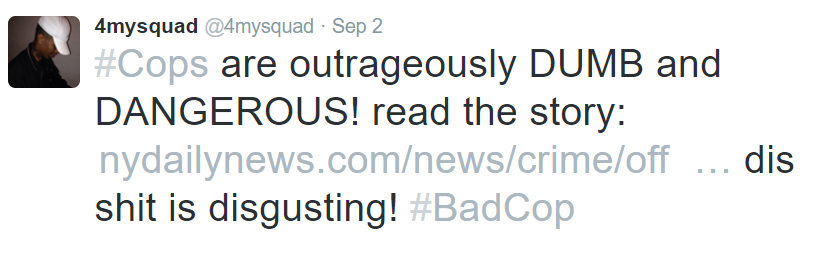 4mysquad @4mysquad · Sep 2
#Cops are outrageously DUMB and
DANGEROUS! read the story:
nydailynews.com/news/crime/off … dis
shit is disgusting! #BadCop